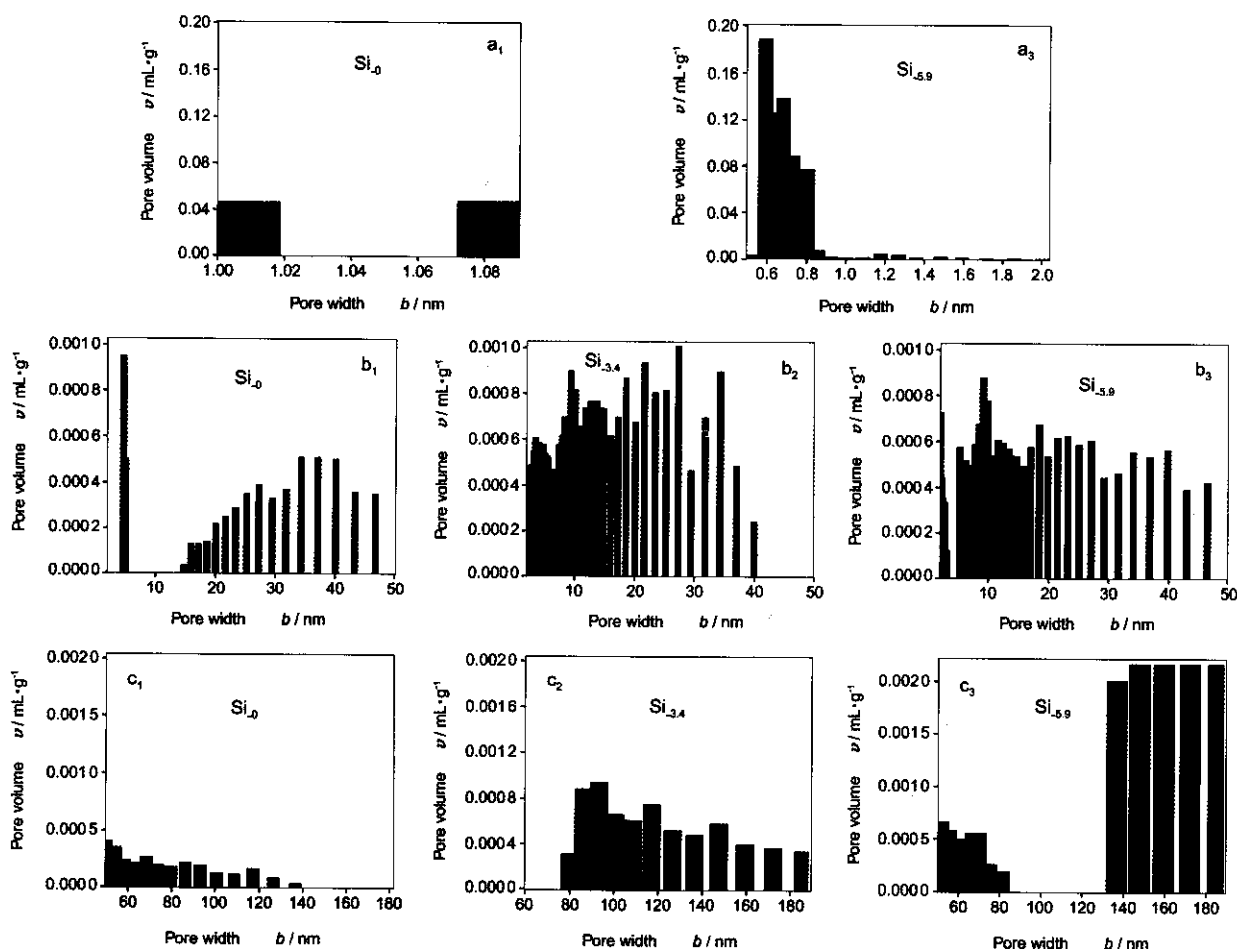 0.20
0.16
0.12
0.08
0.04
0.00
1.00 1.02 1.04 1.06 1.08
Pore volume υ / mL·g⁻¹
Pore width b / nm
Si₋₀
a₁
0.20
0.16
0.12
0.08
0.04
0.00
0.6 0.8 1.0 1.2 1.4 1.6 1.8 2.0
Pore volume υ / mL·g⁻¹
Pore width b / nm
Si₋₅.₉
a₃
0.0010
0.0008
0.0006
0.0004
0.0002
0.0000
10 20 30 40 50
Pore volume υ / mL·g⁻¹
Pore width b / nm
Si₋₀
b₁
0.0010
0.0008
0.0006
0.0004
0.0002
0.0000
10 20 30 40 50
Pore volume υ / mL·g⁻¹
Pore width b / nm
Si₋₃.₄
b₂
0.0010
0.0008
0.0006
0.0004
0.0002
0.0000
10 20 30 40 50
Pore volume υ / mL·g⁻¹
Pore width b / nm
Si₋₅.₉
b₃
0.0020
0.0015
0.0010
0.0005
0.0000
60 80 100 120 140 160 180
Pore volume υ / mL·g⁻¹
Pore width b / nm
Si₋₀
c₁
0.0020
0.0016
0.0012
0.0008
0.0004
0.0000
60 80 100 120 140 160 180
Pore volume υ / mL·g⁻¹
Pore width b / nm
Si₋₃.₄
c₂
0.0020
0.0015
0.0010
0.0005
0.0000
60 80 100 120 140 160 180
Pore volume υ / mL·g⁻¹
Pore width b / nm
Si₋₅.₉
c₃